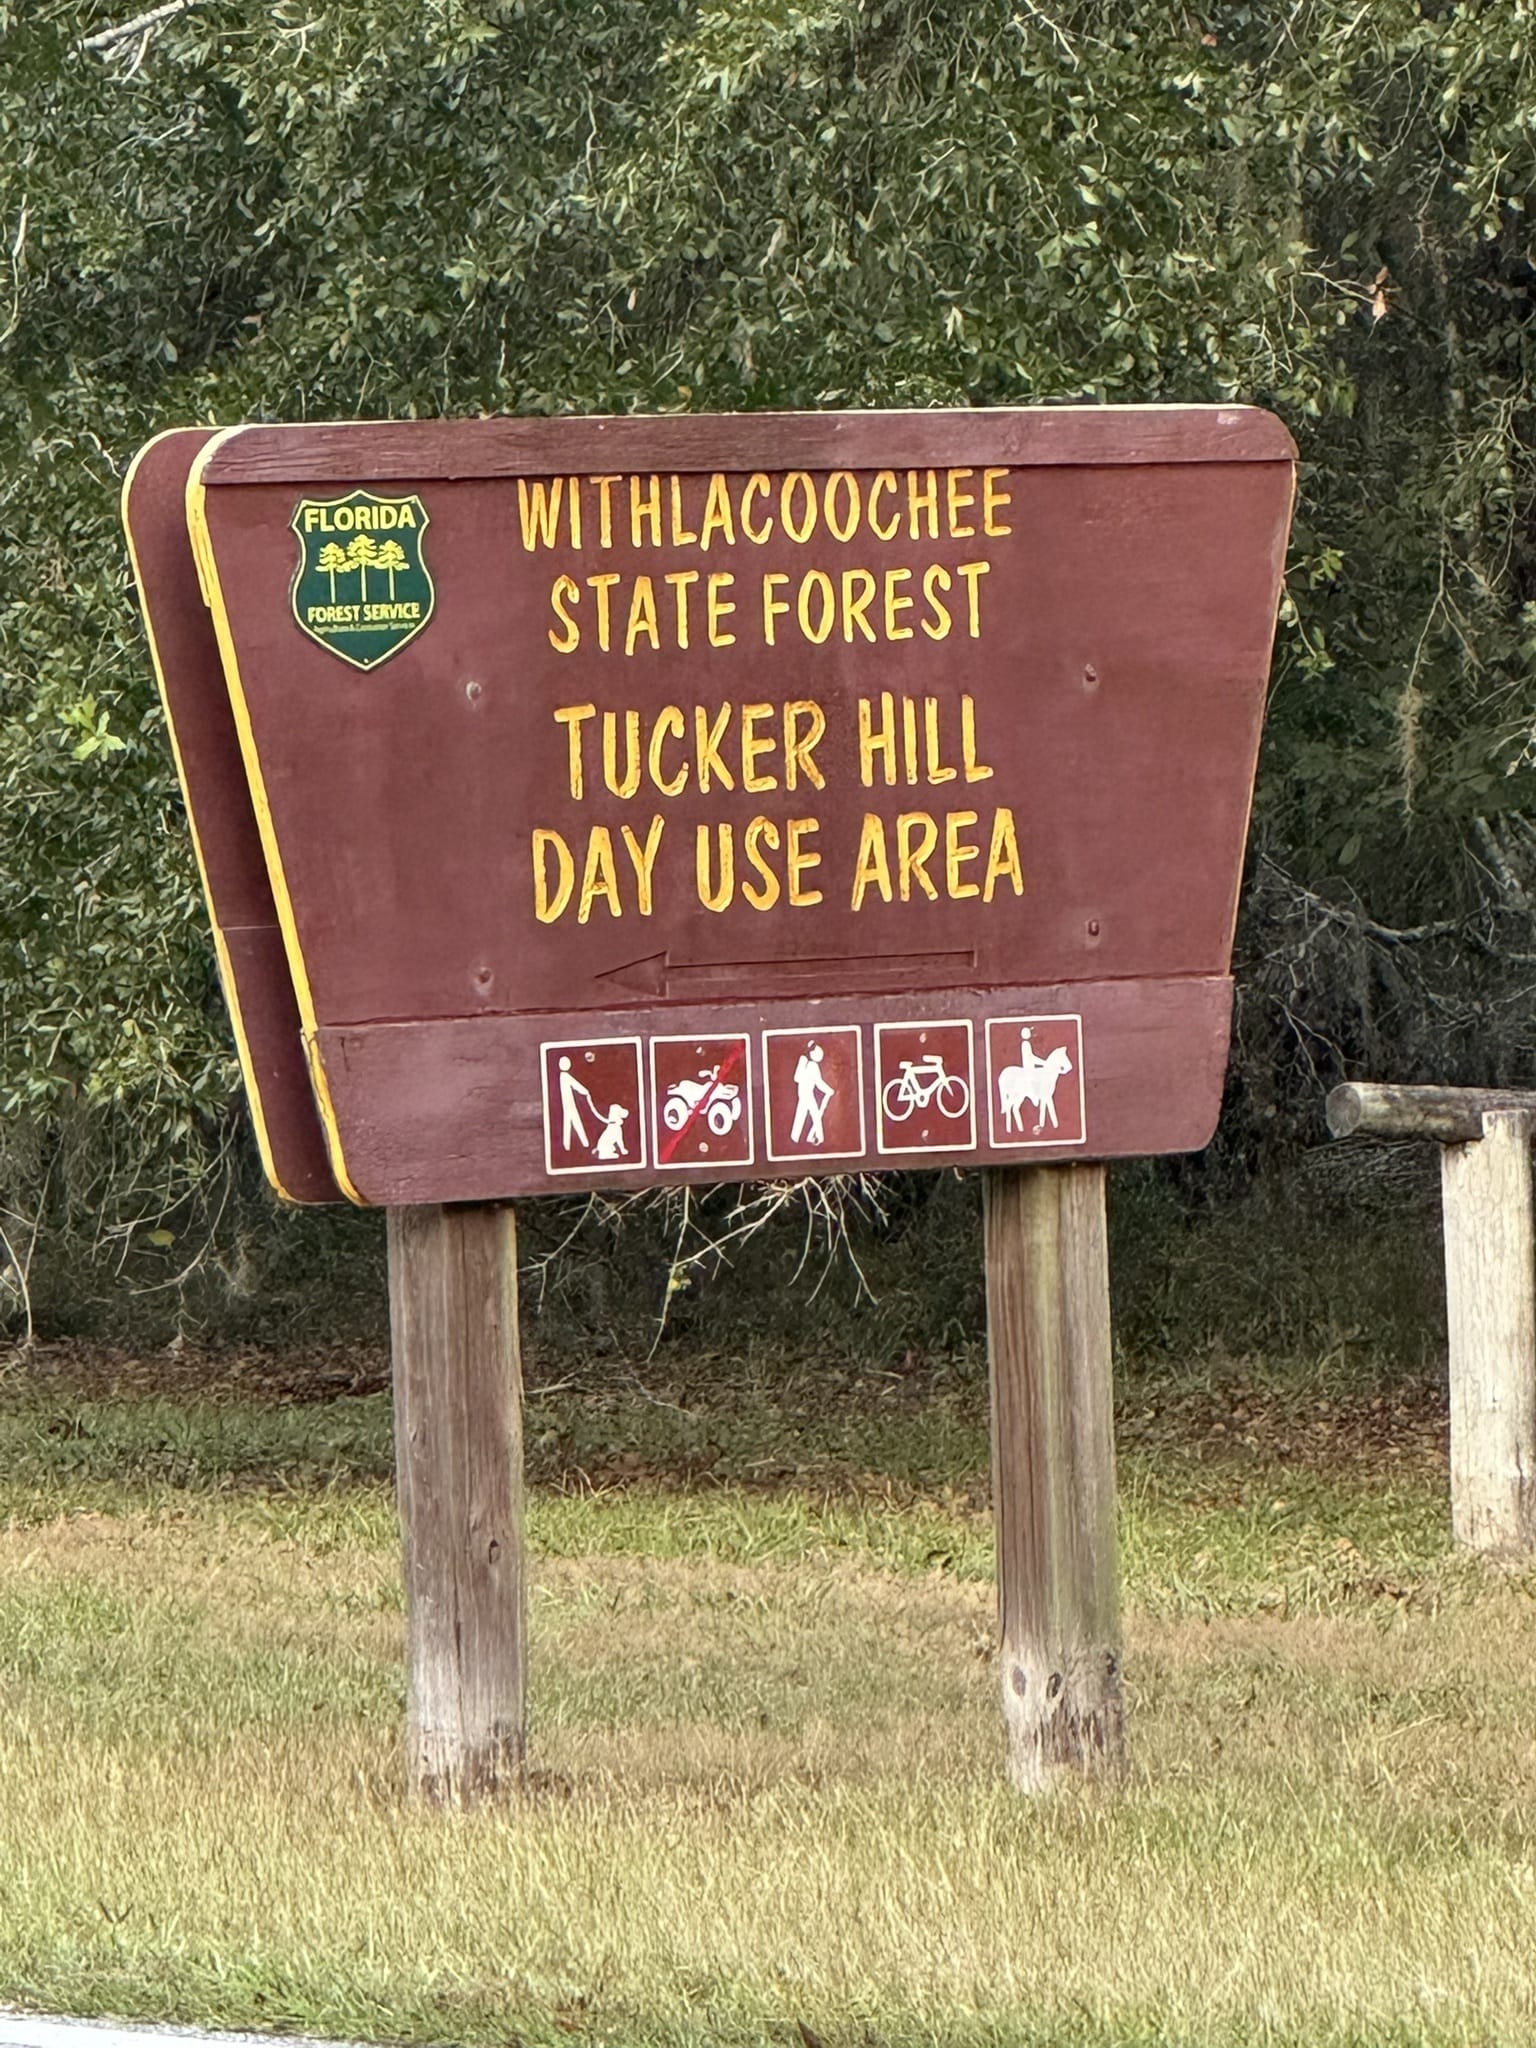 FLORIDA
FOREST SERVICE
WITHLACOOCHEE
STATE FOREST
TUCKER HILL
DAY USE AREA